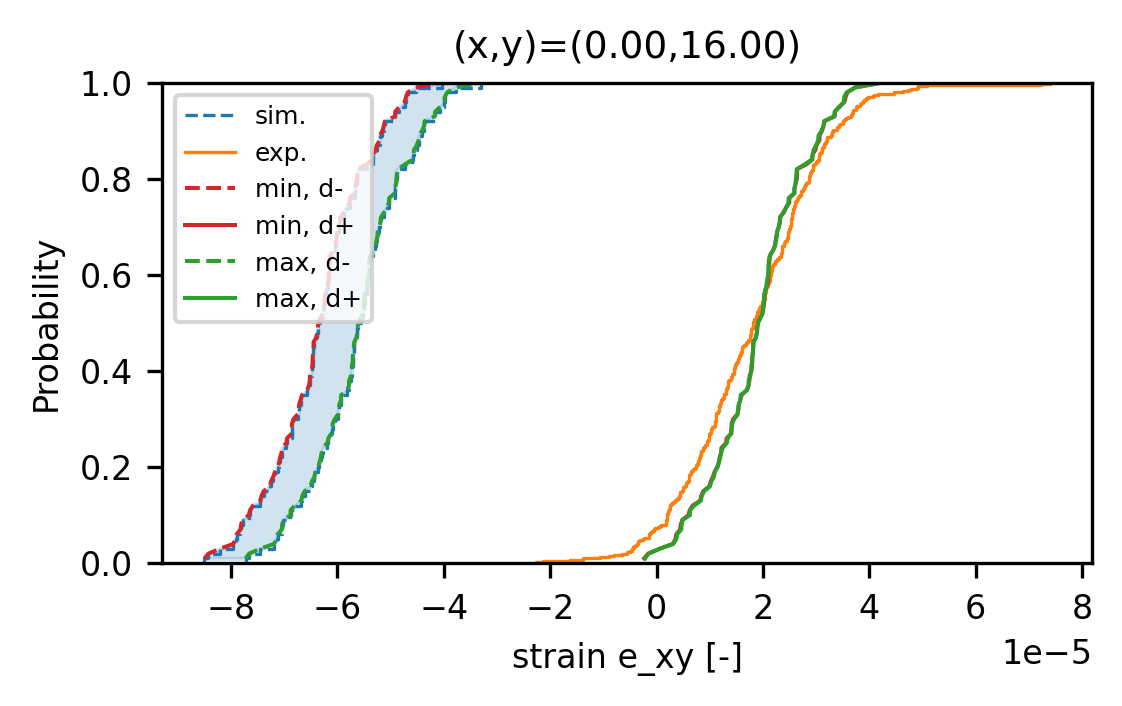 (x,y)=(0.00,16.00)
1.0
0.8
0.6
0.4
0.2
0.0
Probability
sim.
exp.
min, d-
min, d+
max, d-
max, d+
−8 −6 −4 −2 0 2 4 6 8
1e−5
strain e_xy [-]